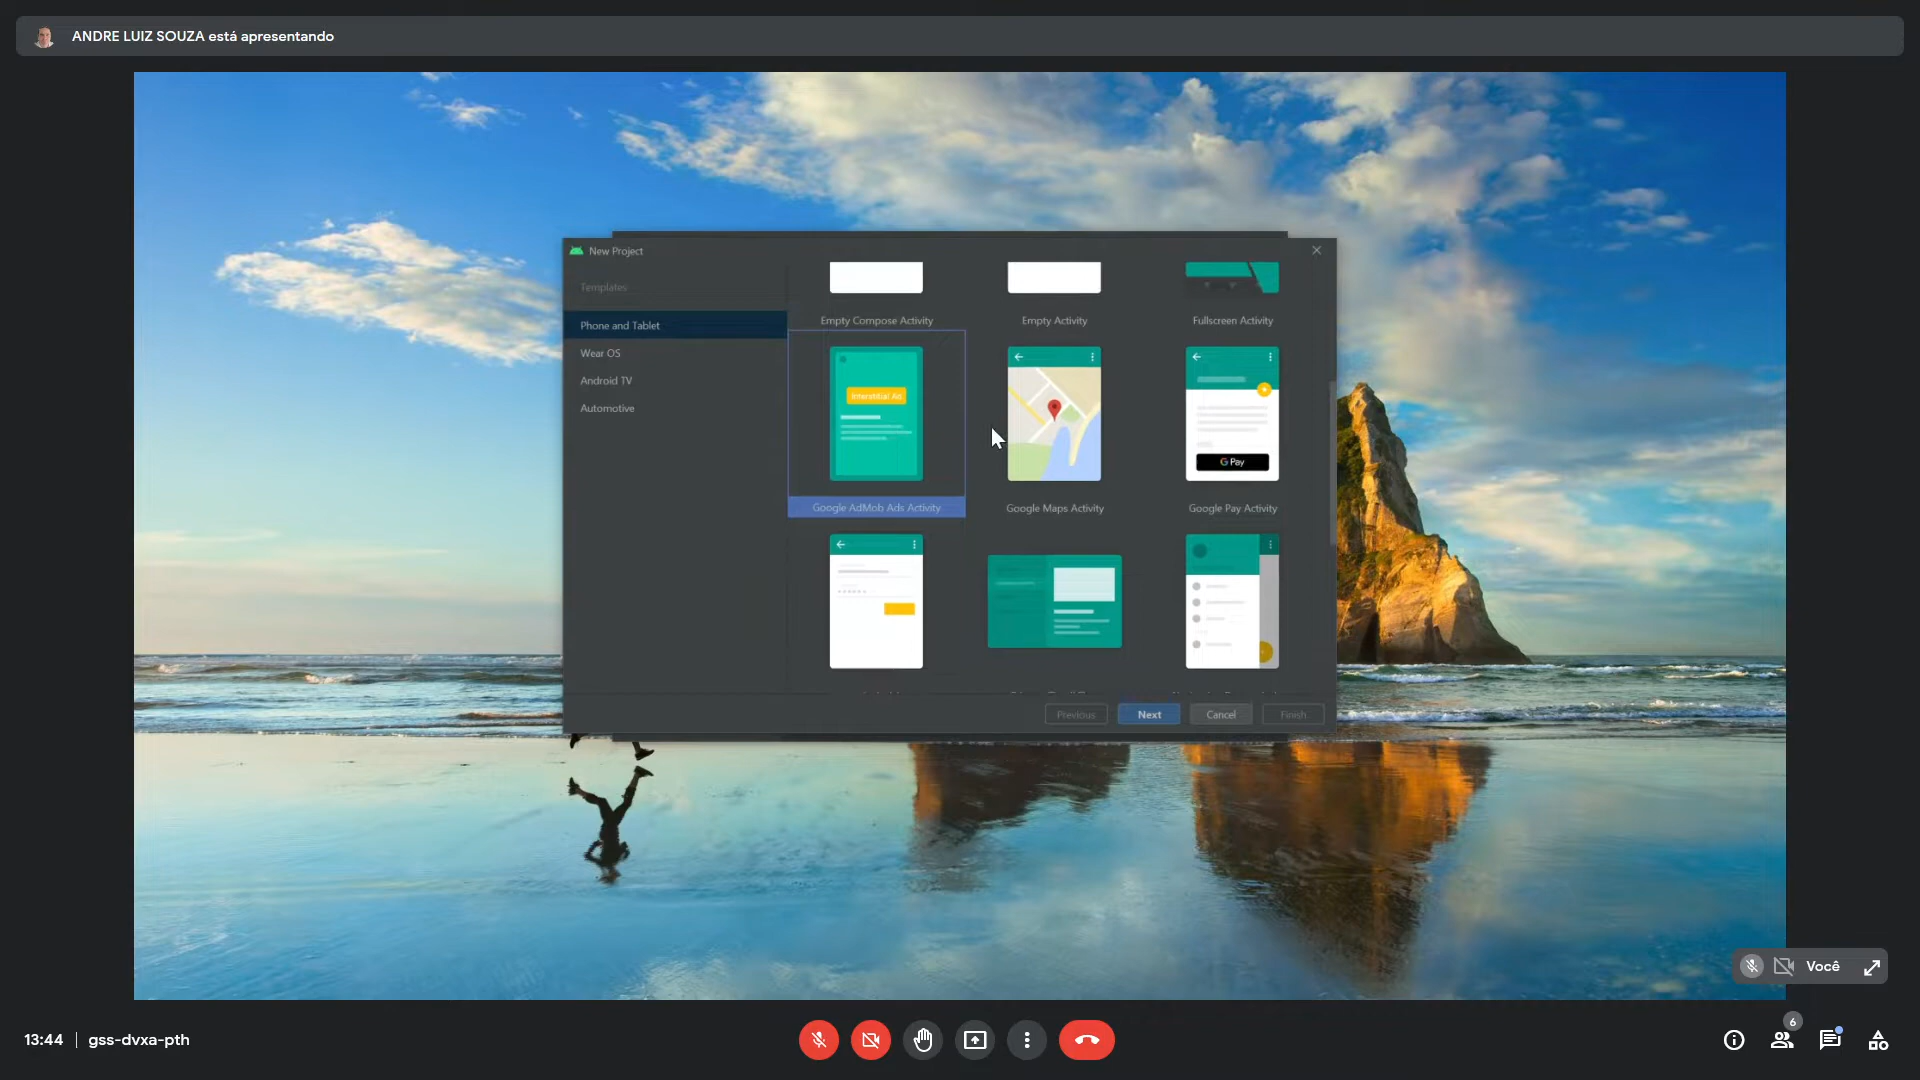 ANDRE LUIZ SOUZA está apresentando
New Project
Templates
Phone and Tablet
Wear OS
Android TV
Automotive
Empty Compose Activity
Empty Activity
Fullscreen Activity
Interstitial Ad
Google AdMob Ads Activity
Google Maps Activity
G Pay
Google Pay Activity
Previous
Next
Cancel
Finish
Você
13:44
gss-dvxa-pth
6